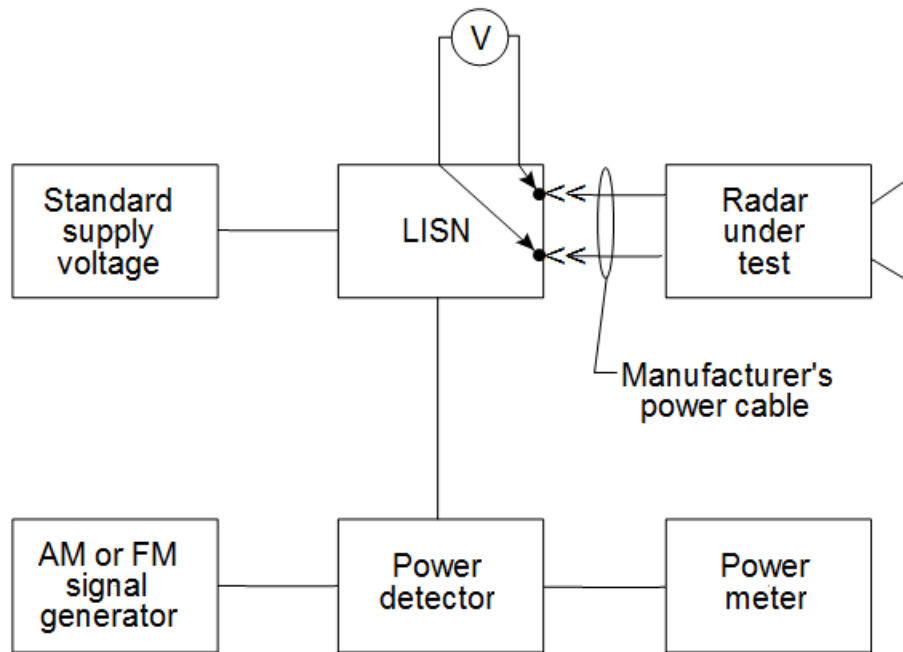 V
Standard
supply
voltage
LISN
Radar
under
test
Manufacturer's
power cable
AM or FM
signal
generator
Power
detector
Power
meter